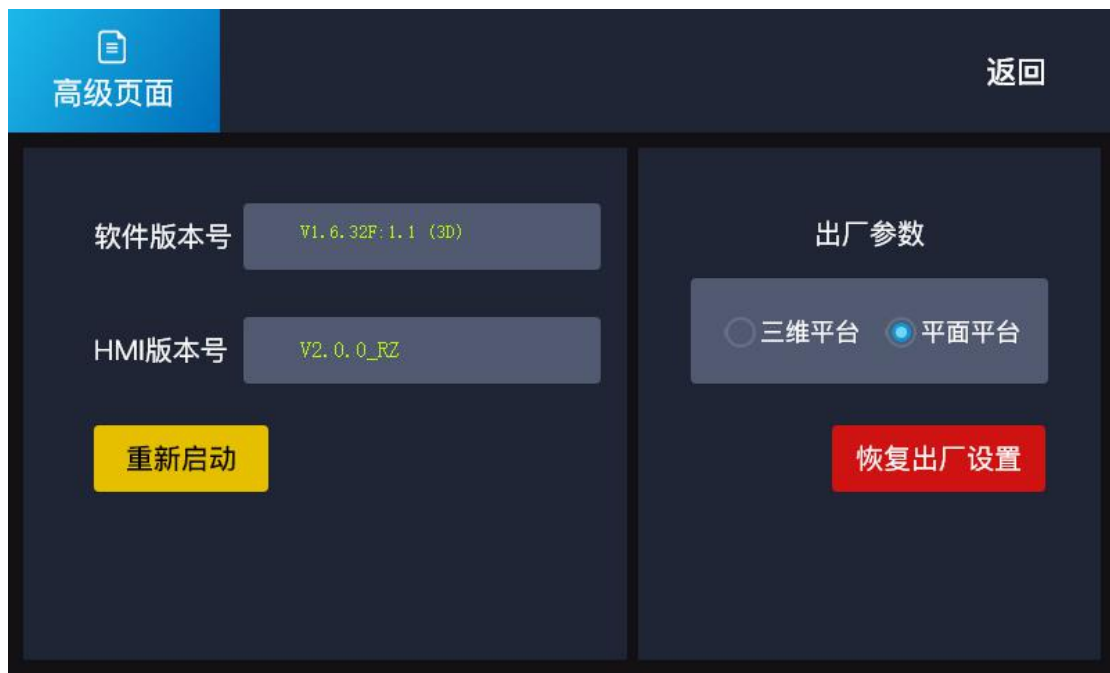 高级页面
返回
软件版本号 V1.6.32F:1.1 (3D)
HMI版本号 V2.0.0_RZ
重新启动
出厂参数
三维平台 平面平台
恢复出厂设置